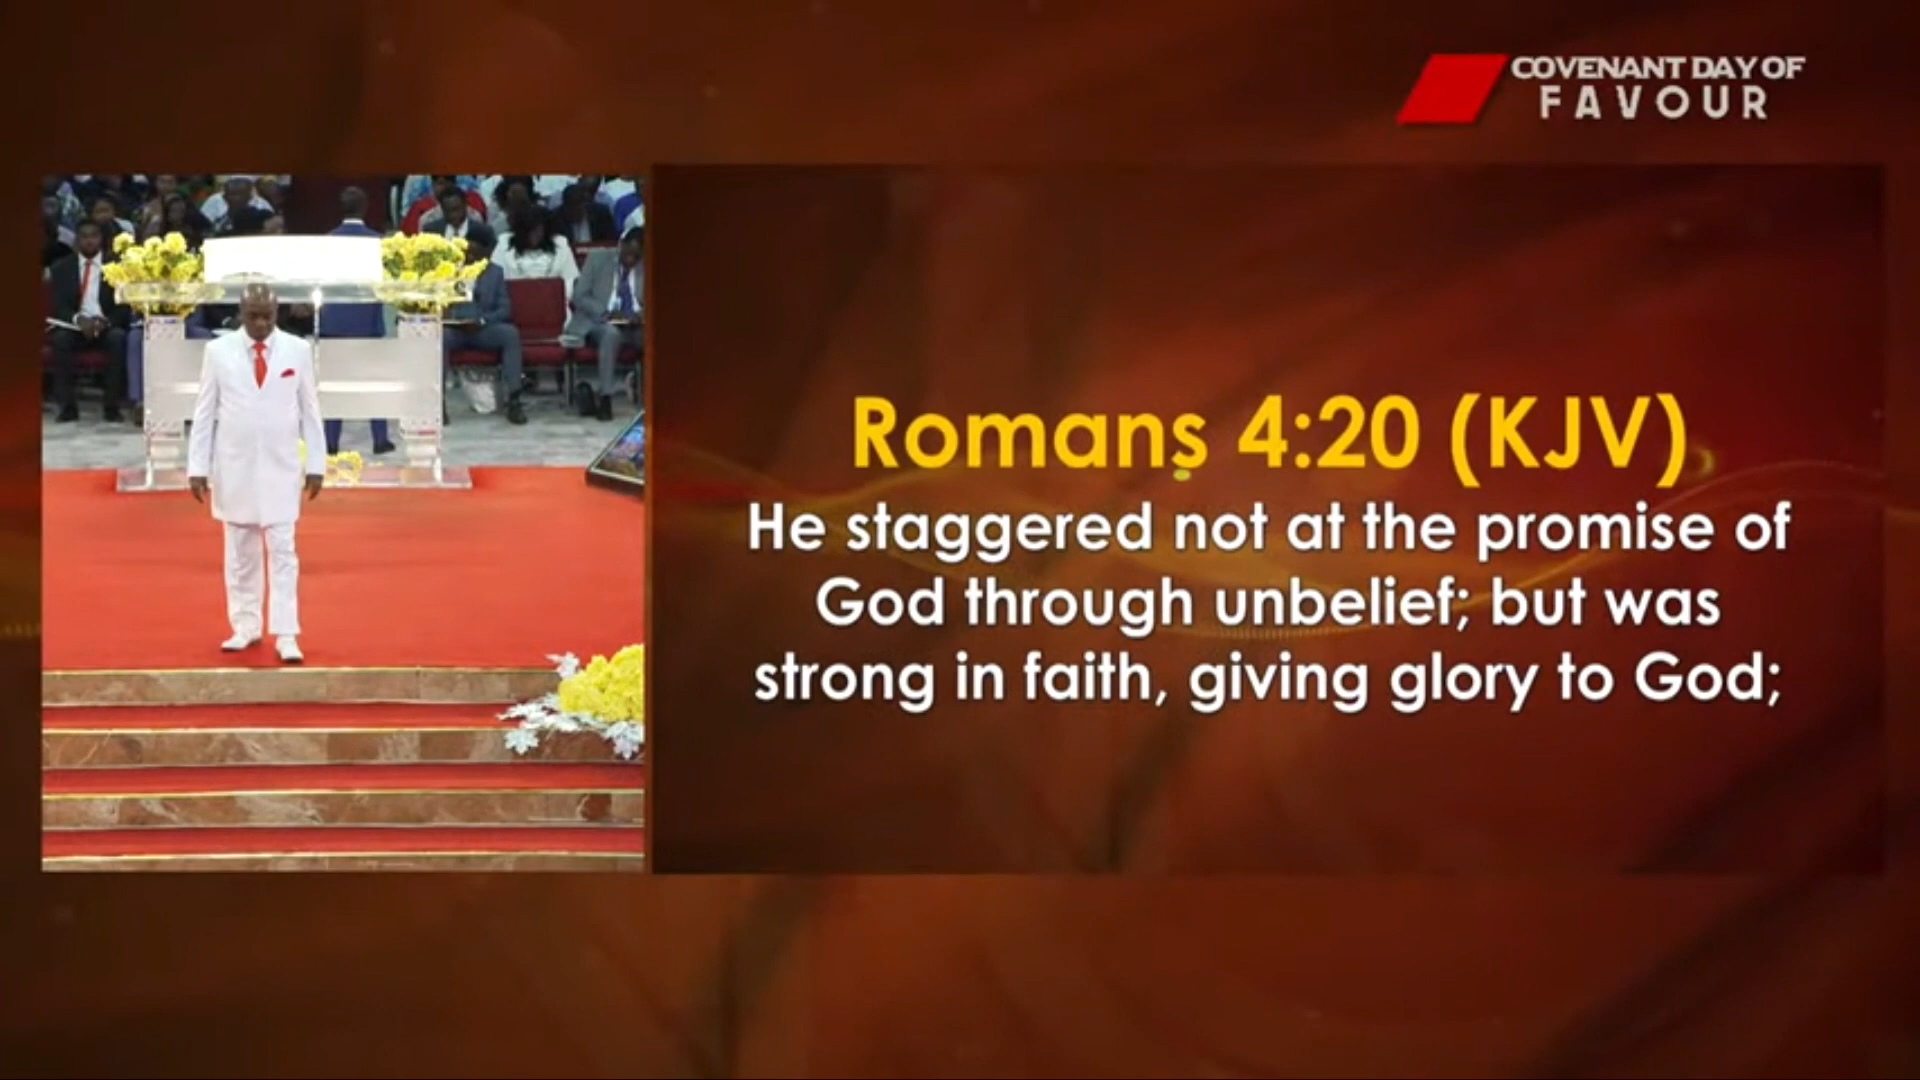 COVENANT DAY OF
FAVOUR
Romans 4:20 (KJV)
He staggered not at the promise of
God through unbelief; but was
strong in faith, giving glory to God;